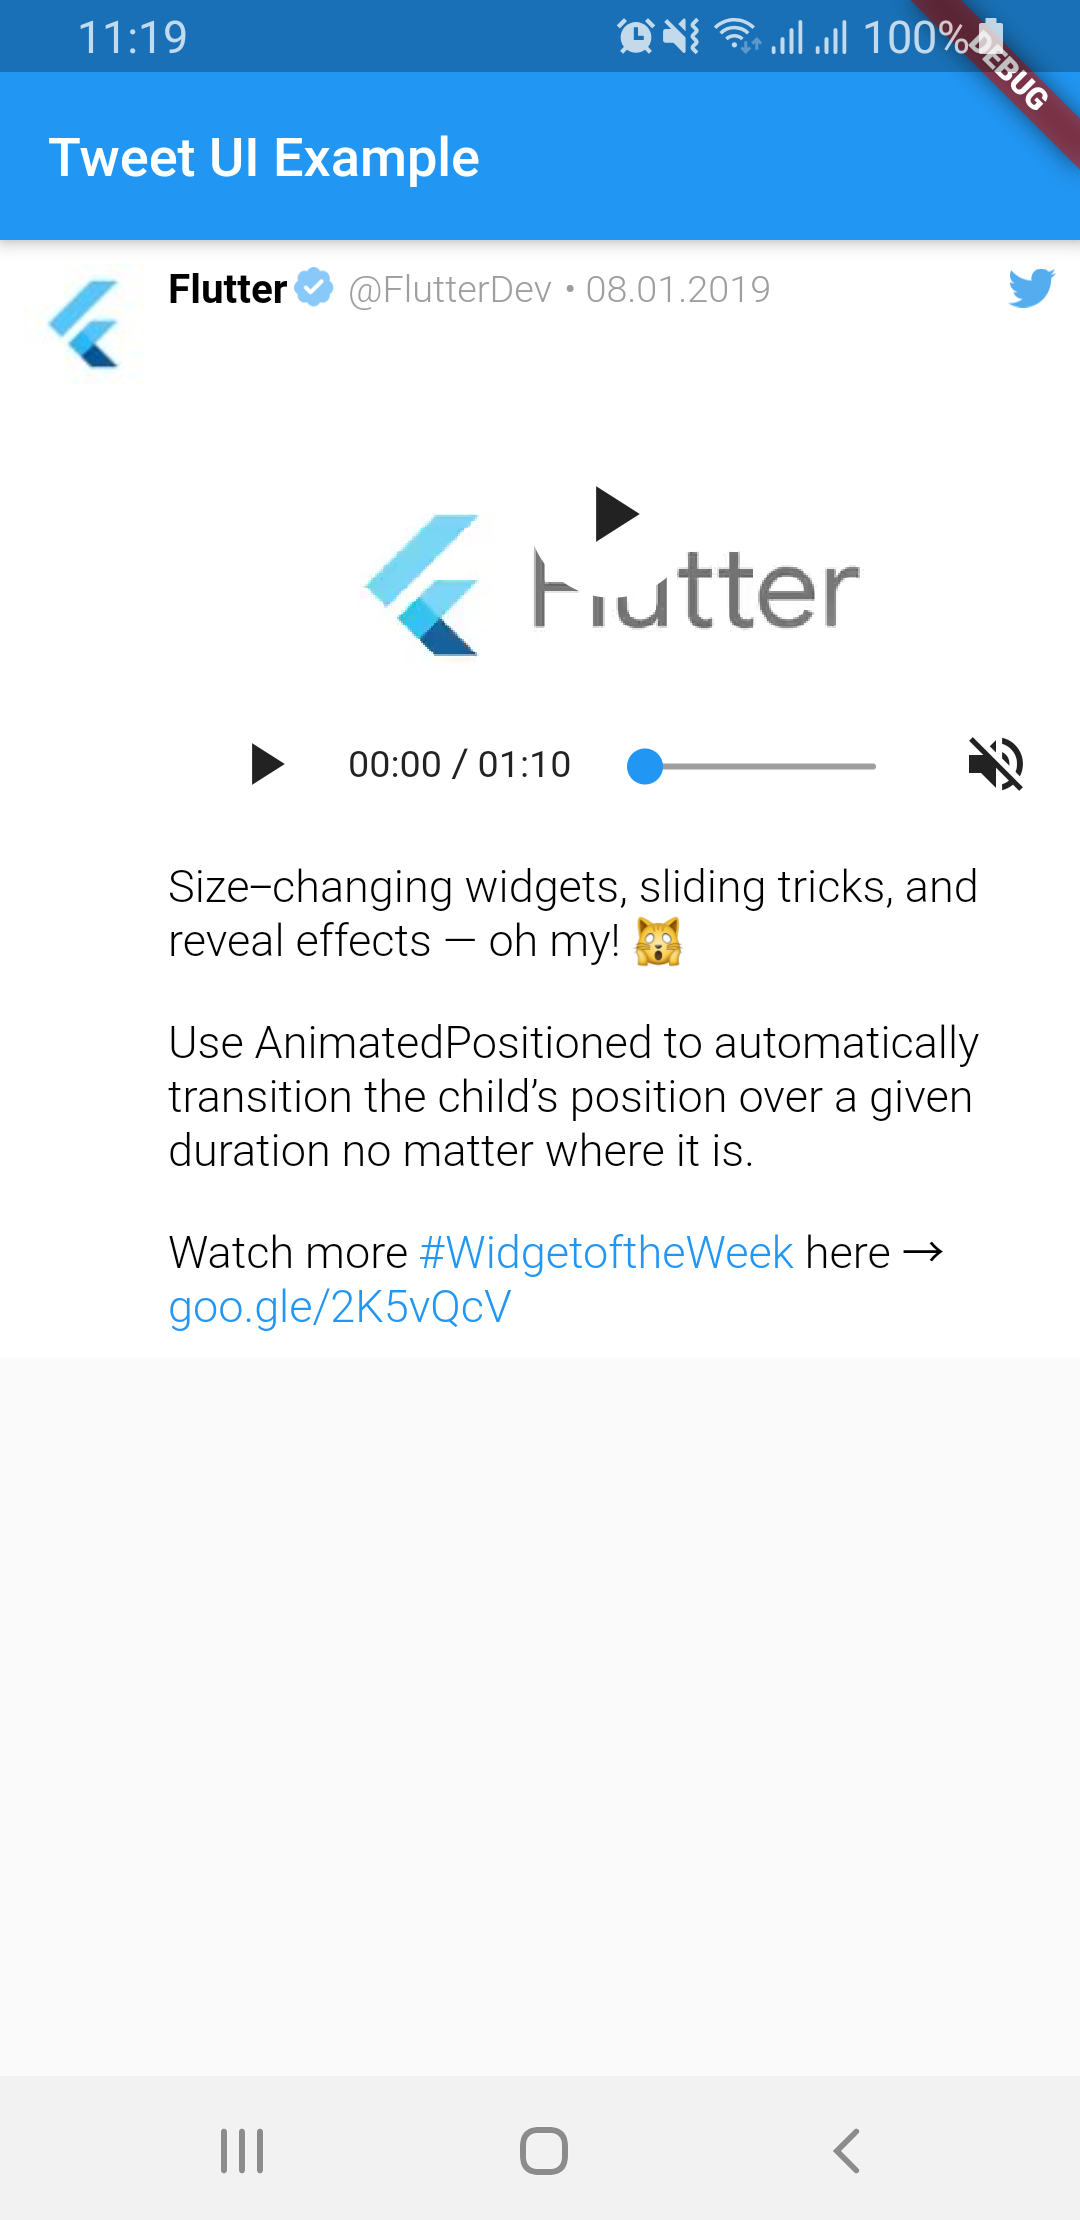 11:19 100%
DEBUG
Tweet UI Example
Flutter @FlutterDev • 08.01.2019
Flutter
00:00 / 01:10
Size-changing widgets, sliding tricks, and
reveal effects — oh my! 🙀
Use AnimatedPositioned to automatically
transition the child’s position over a given
duration no matter where it is.
Watch more #WidgetoftheWeek here →
goo.gle/2K5vQcV